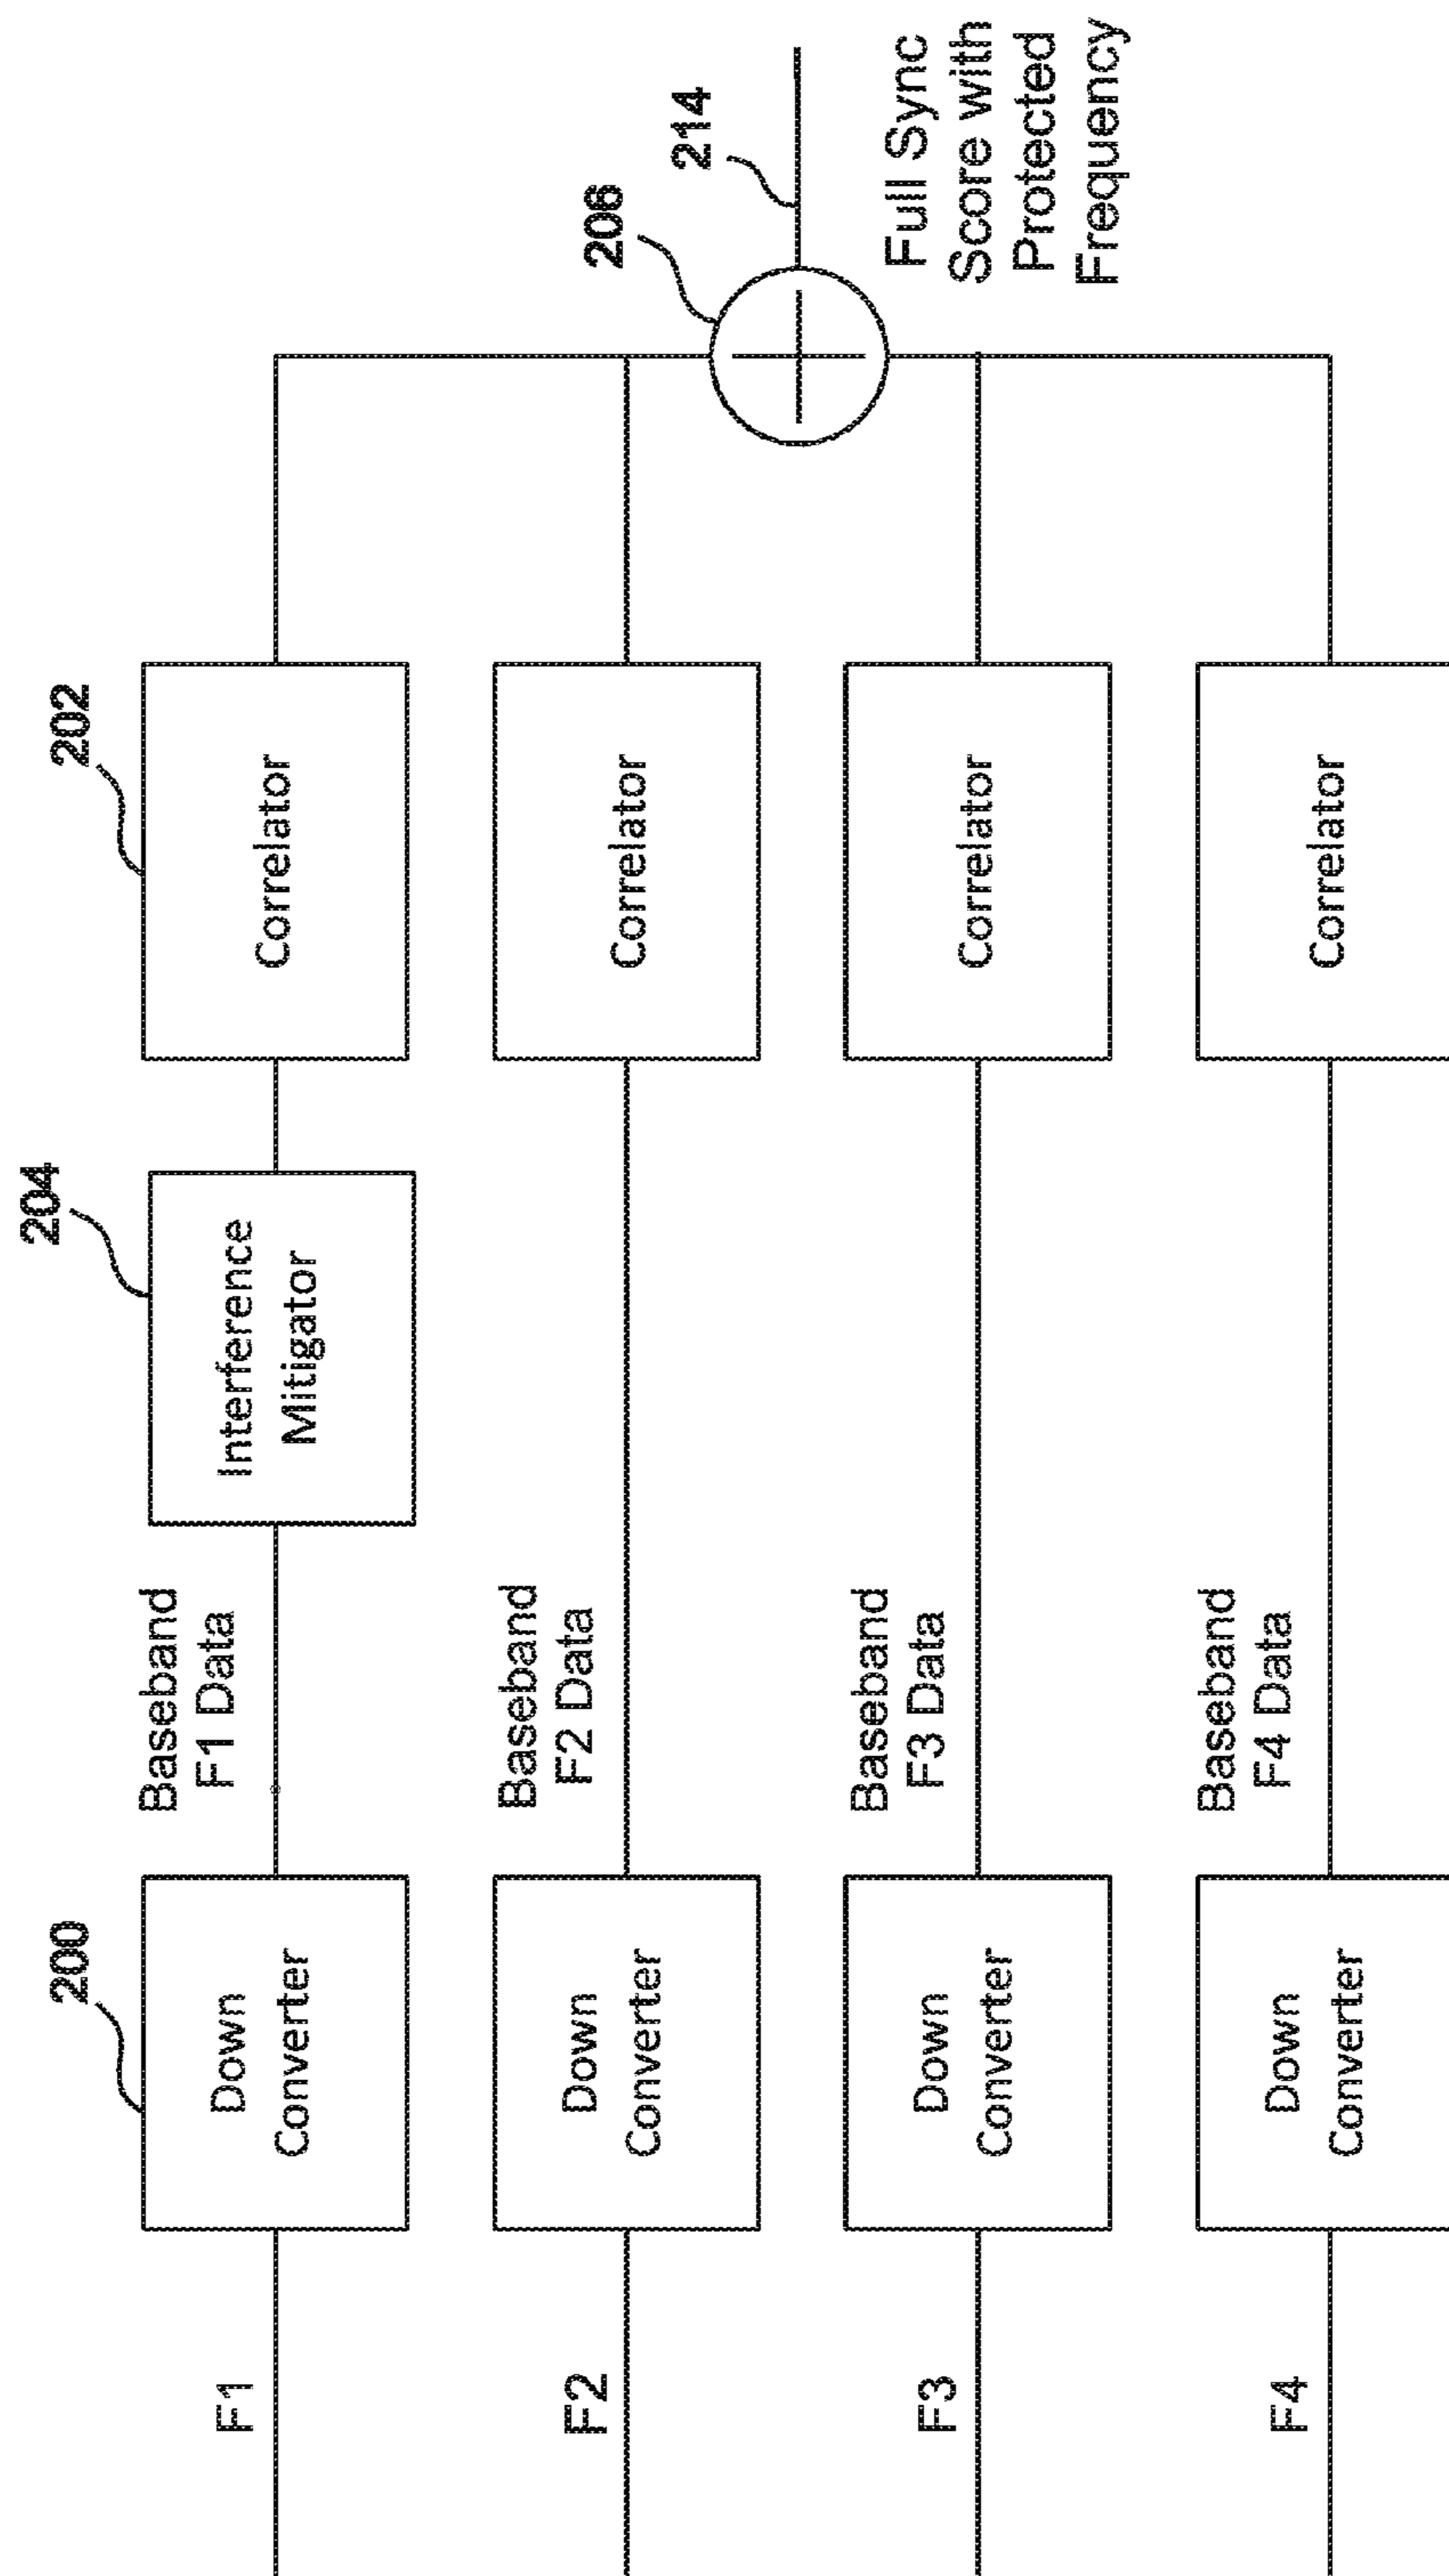 F1
200
Down
Converter
Baseband
F1 Data
204
Interference
Mitigator
202
Correlator
F2
Down
Converter
Baseband
F2 Data
Correlator
206
214
Full Sync
Score with
Protected
Frequency
F3
Down
Converter
Baseband
F3 Data
Correlator
F4
Down
Converter
Baseband
F4 Data
Correlator